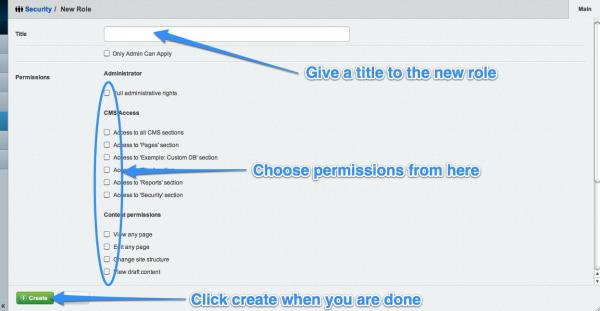 Security / New Role
Main
Title
Only Admin Can Apply
Give a title to the new role
Permissions
Administrator
Full administrative rights
CMS Access
Access to all CMS sections
Access to 'Pages' section
Access to 'Example: Custom DB' section
Choose permissions from here
Access to 'Reports' section
Access to 'Security' section
Content permissions
View any page
Edit any page
Change site structure
View draft content
Create
Click create when you are done